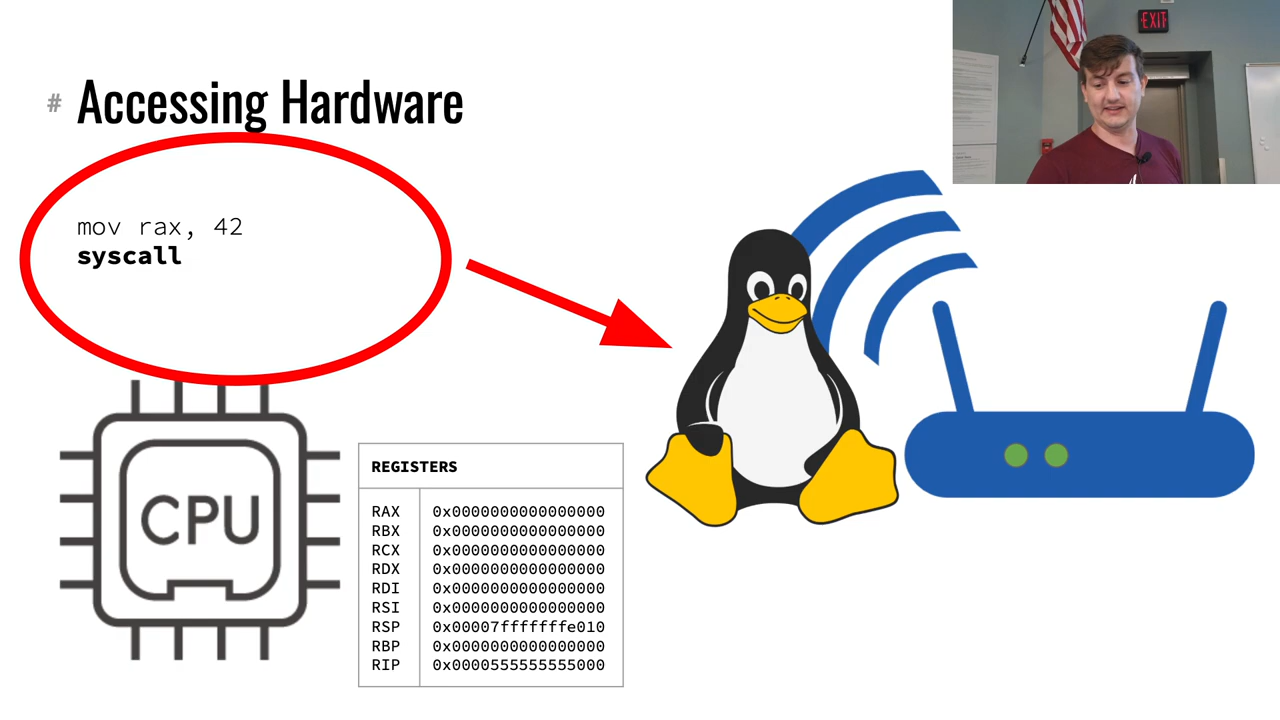 # Accessing Hardware
EXIT
mov rax, 42
syscall
CPU
REGISTERS
RAX 0x0000000000000000
RBX 0x0000000000000000
RCX 0x0000000000000000
RDX 0x0000000000000000
RDI 0x0000000000000000
RSI 0x0000000000000000
RSP 0x00007fffffffe010
RBP 0x0000000000000000
RIP 0x0000555555555000